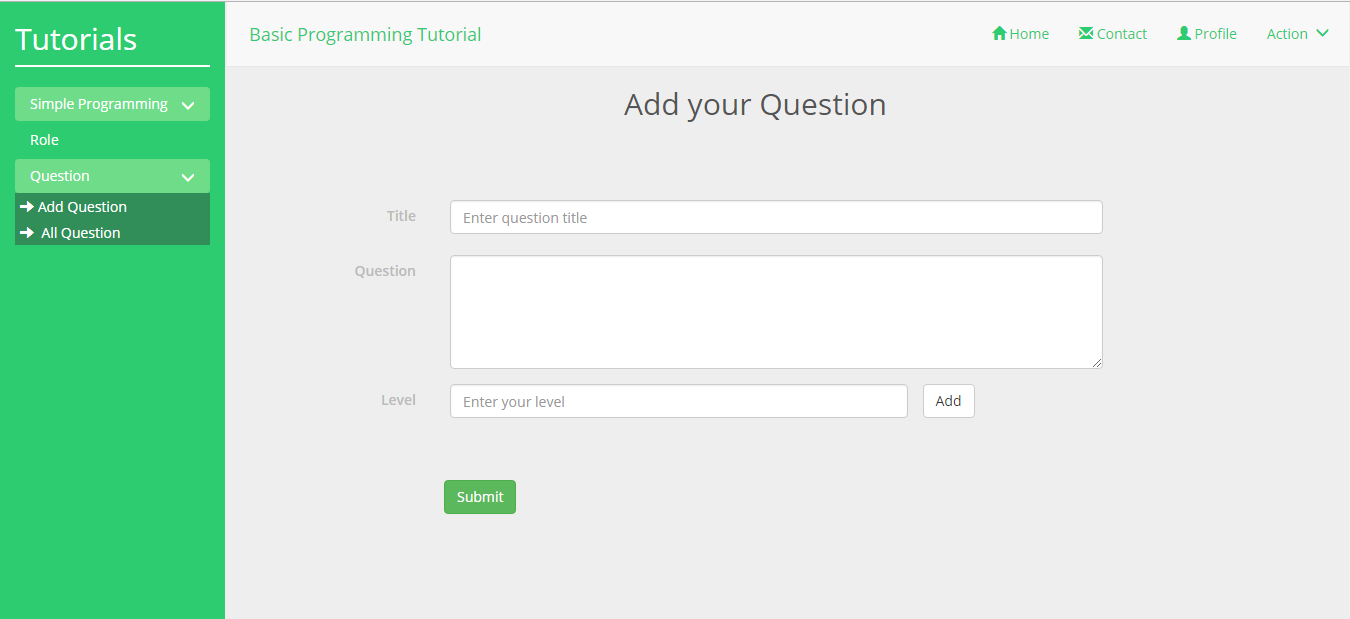 Tutorials
Simple Programming
Role
Question
Add Question
All Question
Basic Programming Tutorial
Home Contact Profile Action
Add your Question
Title Enter question title
Question
Level Enter your level Add
Submit